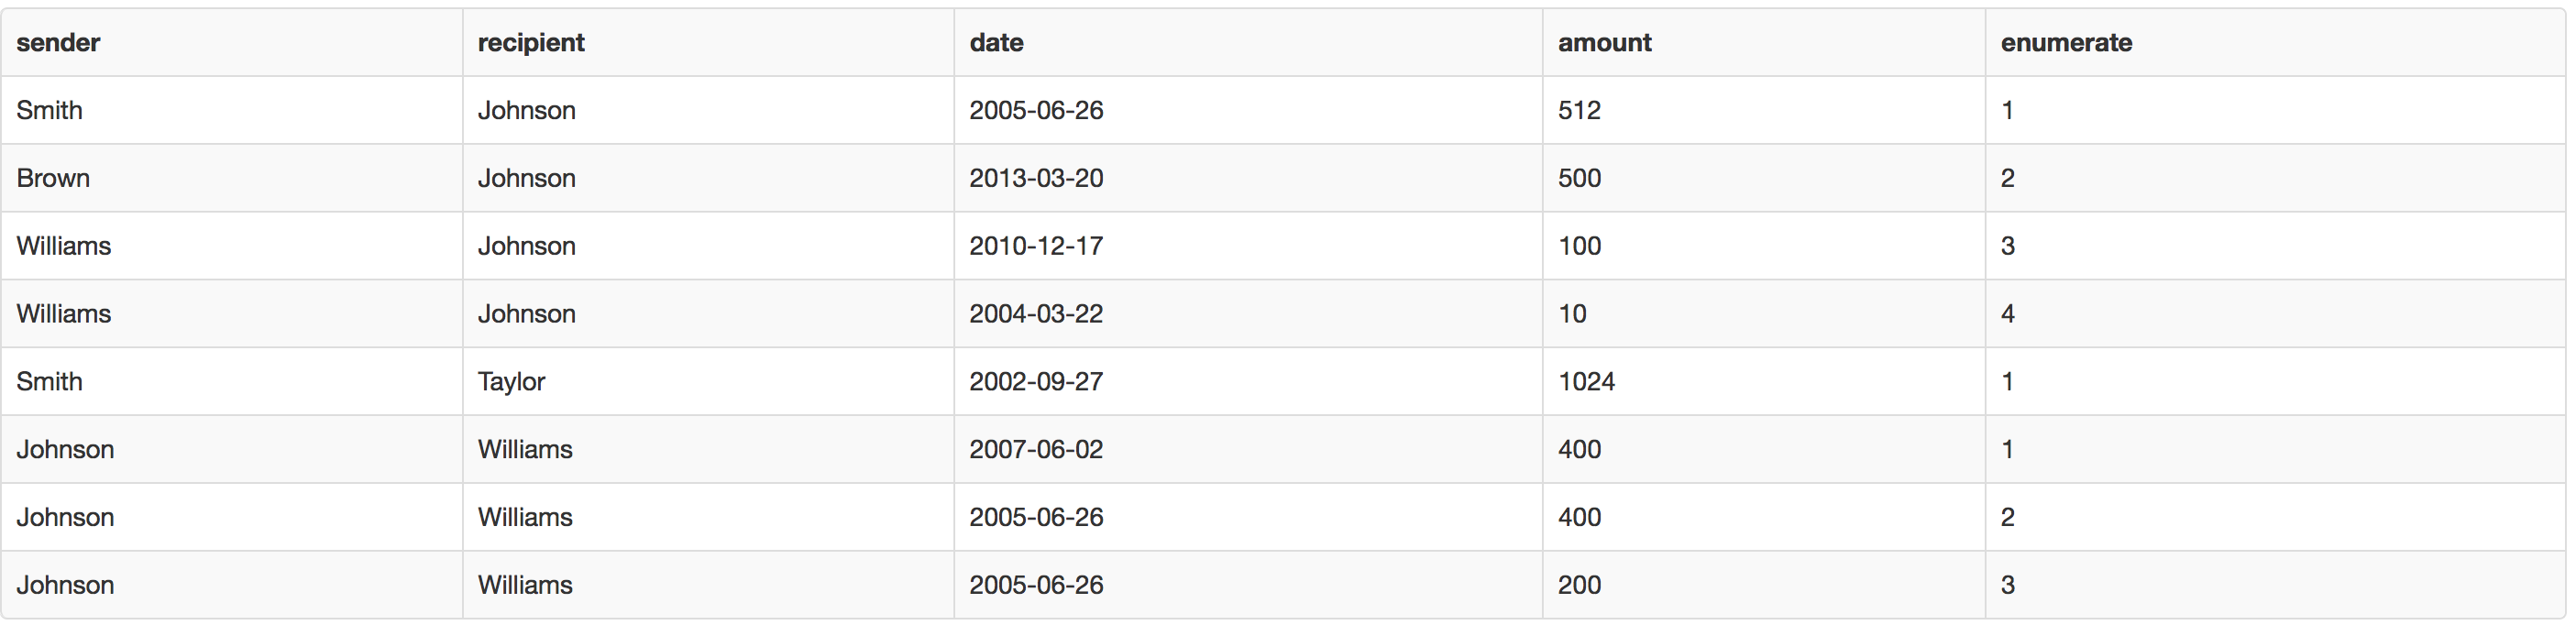 sender recipient date amount enumerate
Smith Johnson 2005-06-26 512 1
Brown Johnson 2013-03-20 500 2
Williams Johnson 2010-12-17 100 3
Williams Johnson 2004-03-22 10 4
Smith Taylor 2002-09-27 1024 1
Johnson Williams 2007-06-02 400 1
Johnson Williams 2005-06-26 400 2
Johnson Williams 2005-06-26 200 3